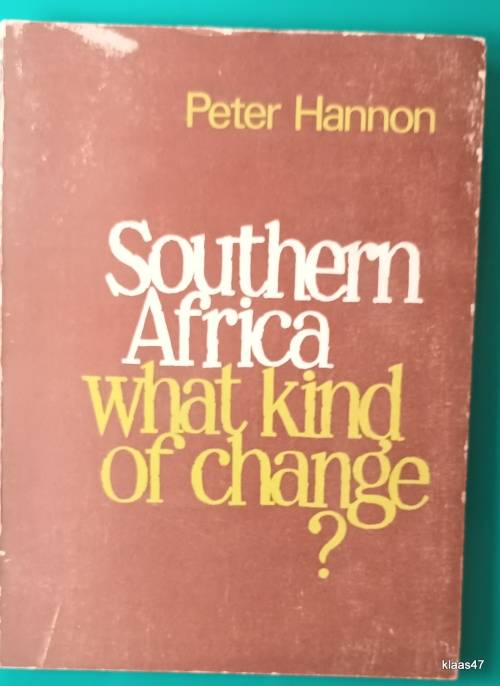 Peter Hannon
Southern
Africa
what kind
of change
?
klaas47